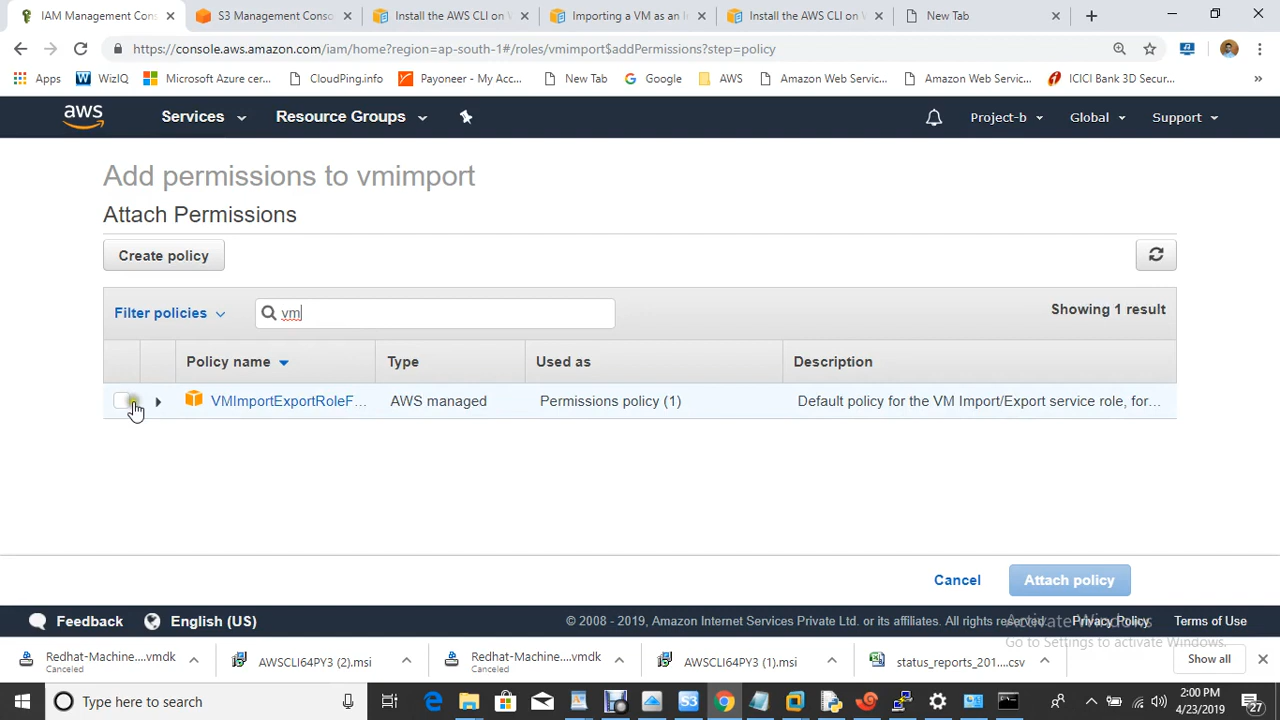 IAM Management Cons
S3 Management Conso
Install the AWS CLI on V
Importing a VM as an I
Install the AWS CLI on V
New Tab
https://console.aws.amazon.com/iam/home?region=ap-south-1#/roles/vmimport$addPermissions?step=policy
Apps
WizIQ
Microsoft Azure cer...
CloudPing.info
Payoneer - My Acc...
New Tab
Google
AWS
Amazon Web Servic...
Amazon Web Servic...
ICICI Bank 3D Secur...
»
aws
Services
Resource Groups
Project-b
Global
Support
Add permissions to vmimport
Attach Permissions
Create policy
Filter policies
vm
Showing 1 result
Policy name
Type
Used as
Description
VMImportExportRoleF...
AWS managed
Permissions policy (1)
Default policy for the VM Import/Export service role, for...
Cancel
Attach policy
Feedback
English (US)
© 2008 - 2019, Amazon Internet Services Private Ltd. or its affiliates. All rights reserved.
Privacy Policy
Terms of Use
Activate Windows
Go to Settings to activate Windows.
Redhat-Machine....vmdk
Canceled
AWSCLI64PY3 (2).msi
Redhat-Machine....vmdk
Canceled
AWSCLI64PY3 (1).msi
status_reports_201....csv
Show all
Type here to search
S3
2:00 PM
4/23/2019
27